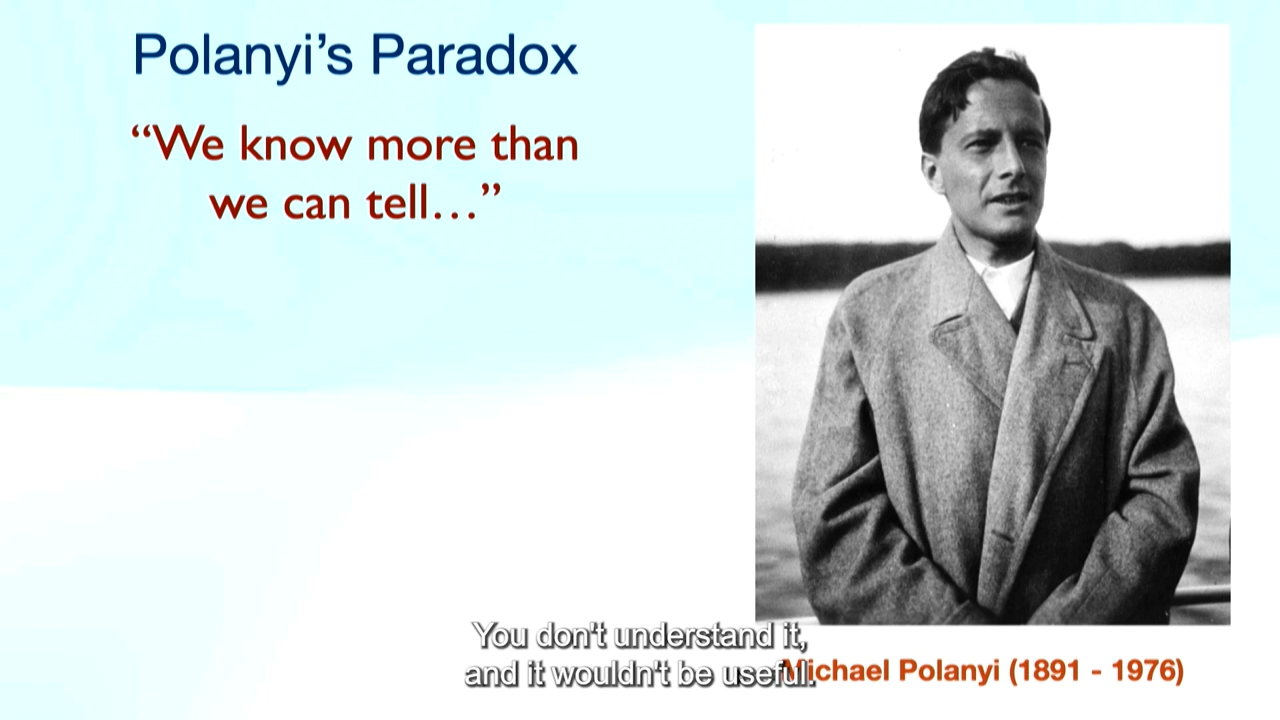 Polanyi’s Paradox
“We know more than
we can tell…”
You don't understand it,
and it wouldn't be useful.
Michael Polanyi (1891 - 1976)